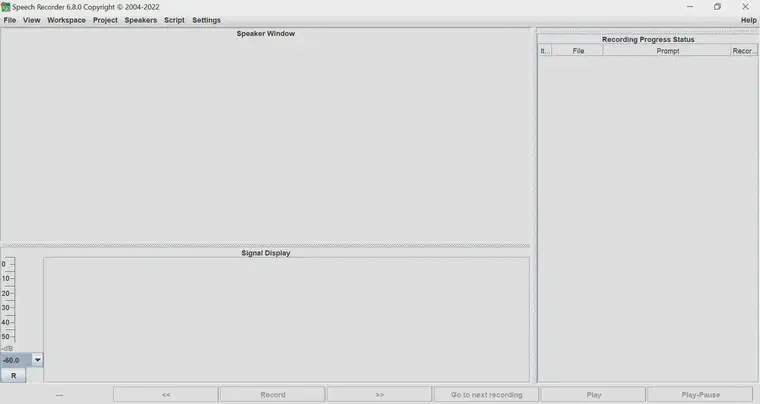 Speech Recorder 6.8.0 Copyright © 2004-2022
File View Workspace Project Speakers Script Settings Help
Speaker Window
Recording Progress Status
It... File Prompt Recor...
Signal Display
0
10
20
30
40
50
-dB
-60.0
R
--- << Record >> Go to next recording Play Play-Pause